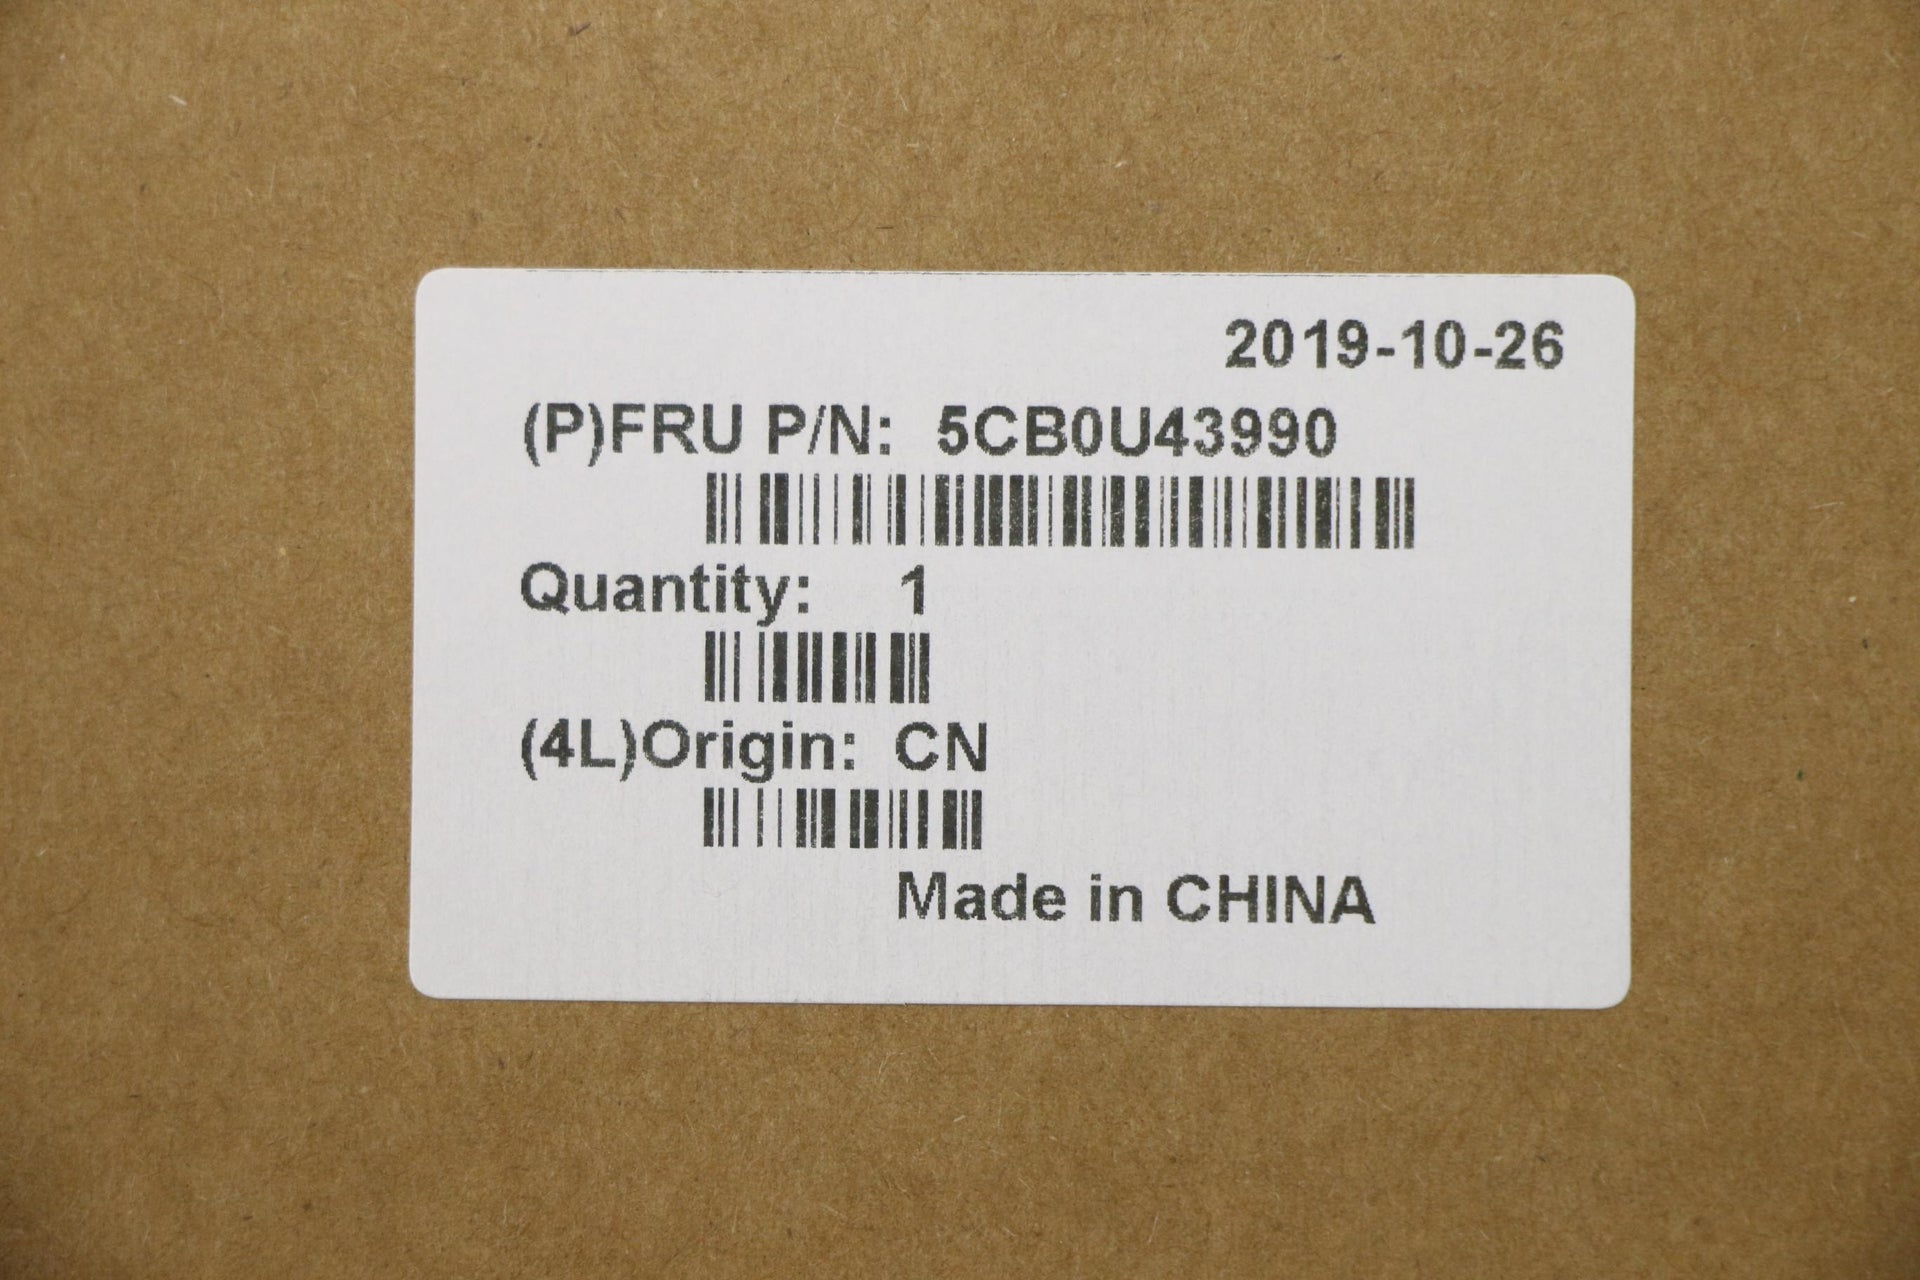 2019-10-26
(P)FRU P/N: 5CB0U43990
Quantity: 1
(4L)Origin: CN
Made in CHINA